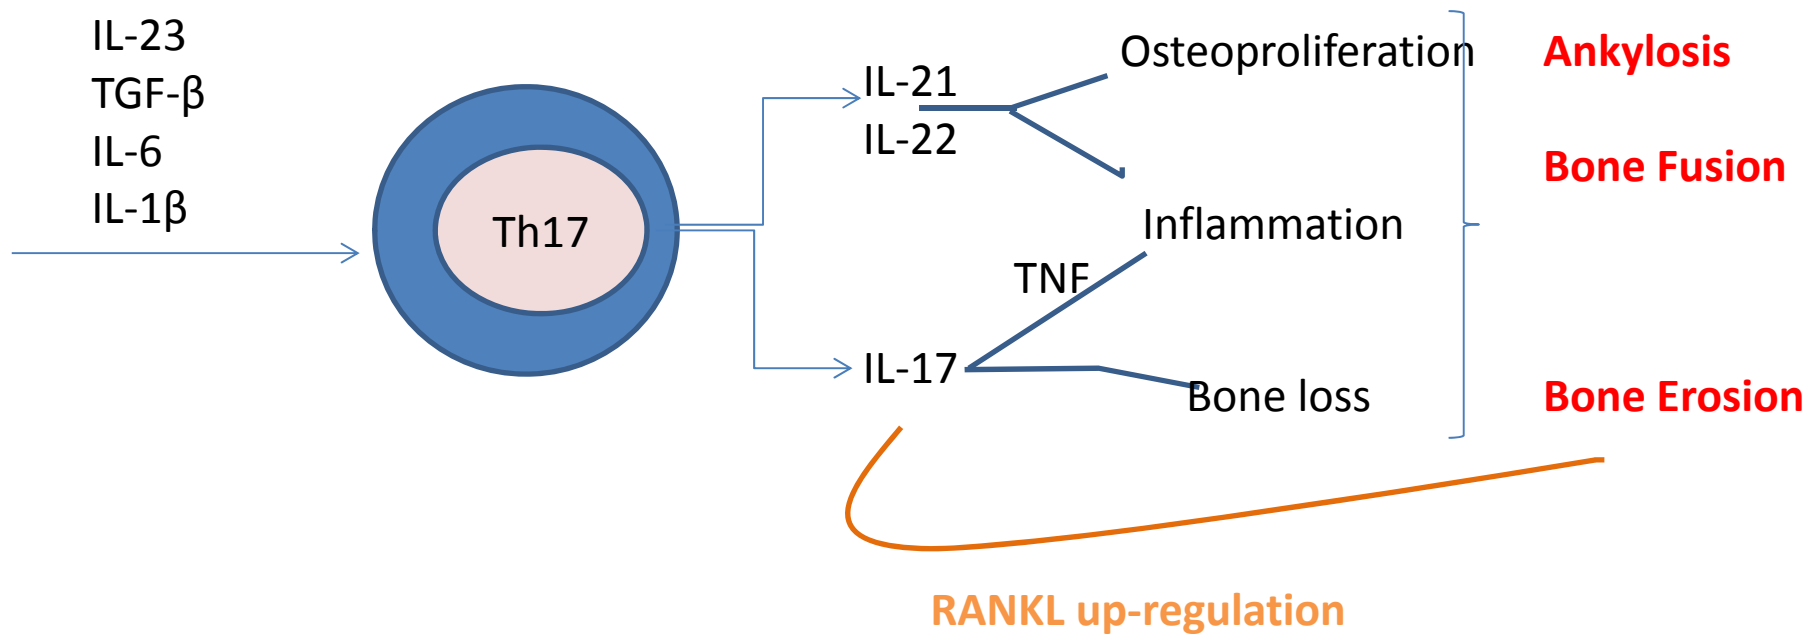 IL-23
TGF-β
IL-6
IL-1β
Th17
IL-21
IL-22
IL-17
TNF
Osteoproliferation
Inflammation
Bone loss
Ankylosis
Bone Fusion
Bone Erosion
RANKL up-regulation